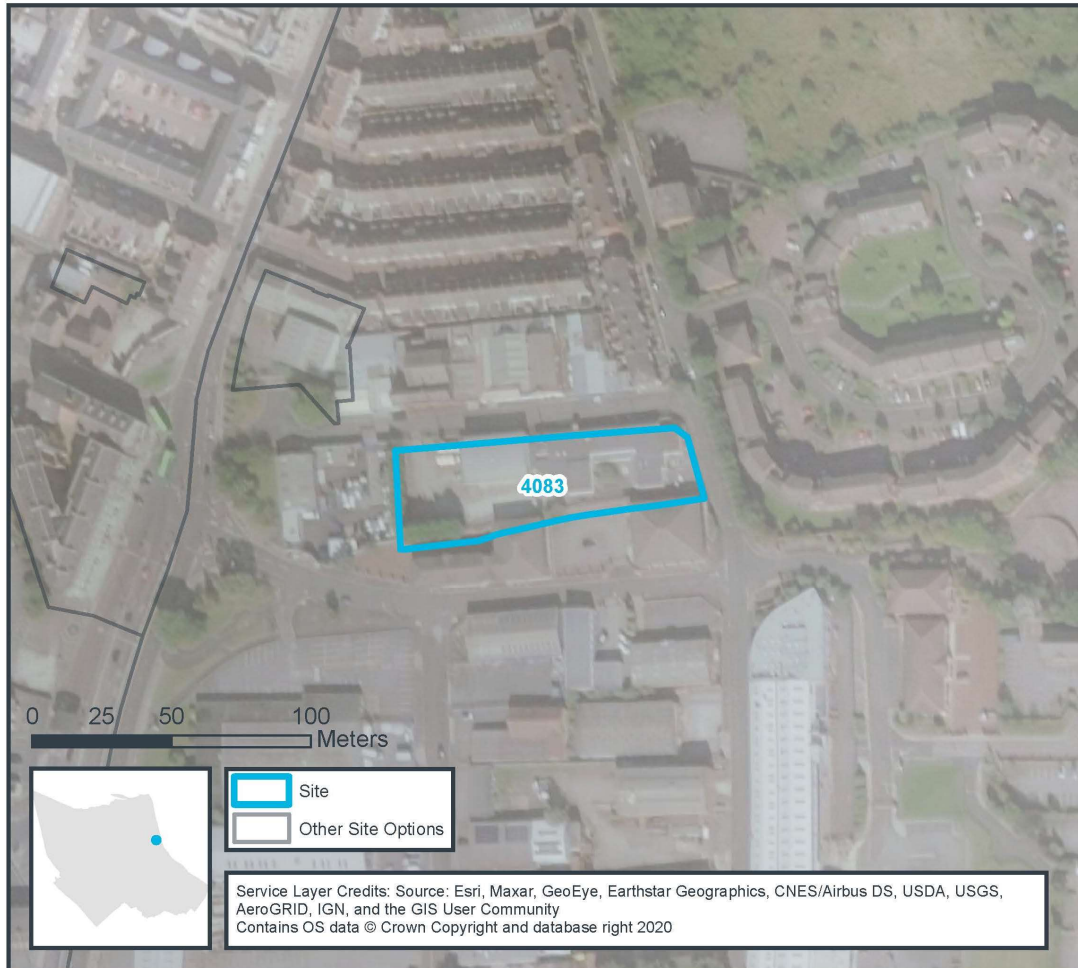 4083
0 25 50 100
Meters
Site
Other Site Options
Service Layer Credits: Source: Esri, Maxar, GeoEye, Earthstar Geographics, CNES/Airbus DS, USDA, USGS,
AeroGRID, IGN, and the GIS User Community
Contains OS data © Crown Copyright and database right 2020